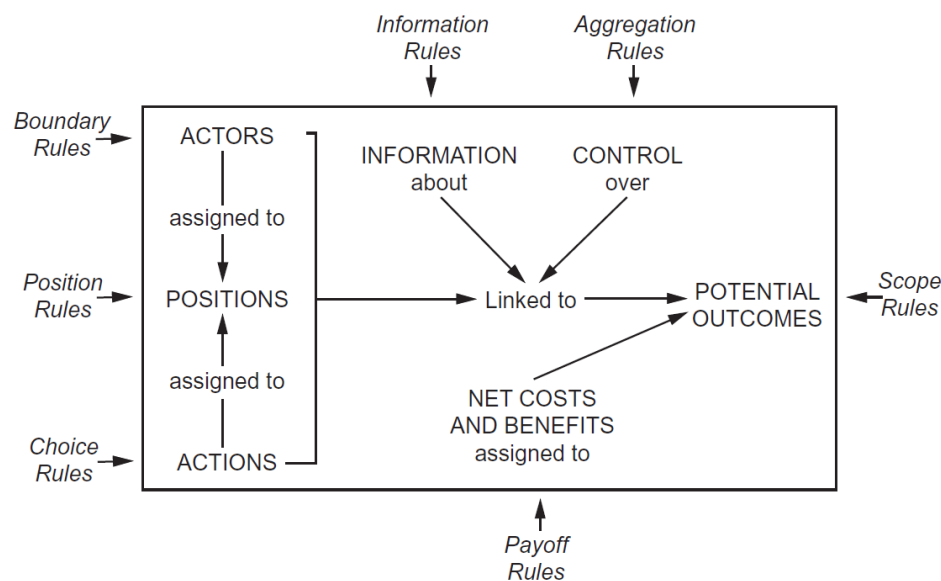 Information
Rules
Aggregation
Rules
Boundary
Rules
ACTORS
INFORMATION
about
CONTROL
over
assigned to
Position
Rules
POSITIONS
Linked to
POTENTIAL
OUTCOMES
Scope
Rules
assigned to
NET COSTS
AND BENEFITS
assigned to
Choice
Rules
ACTIONS
Payoff
Rules